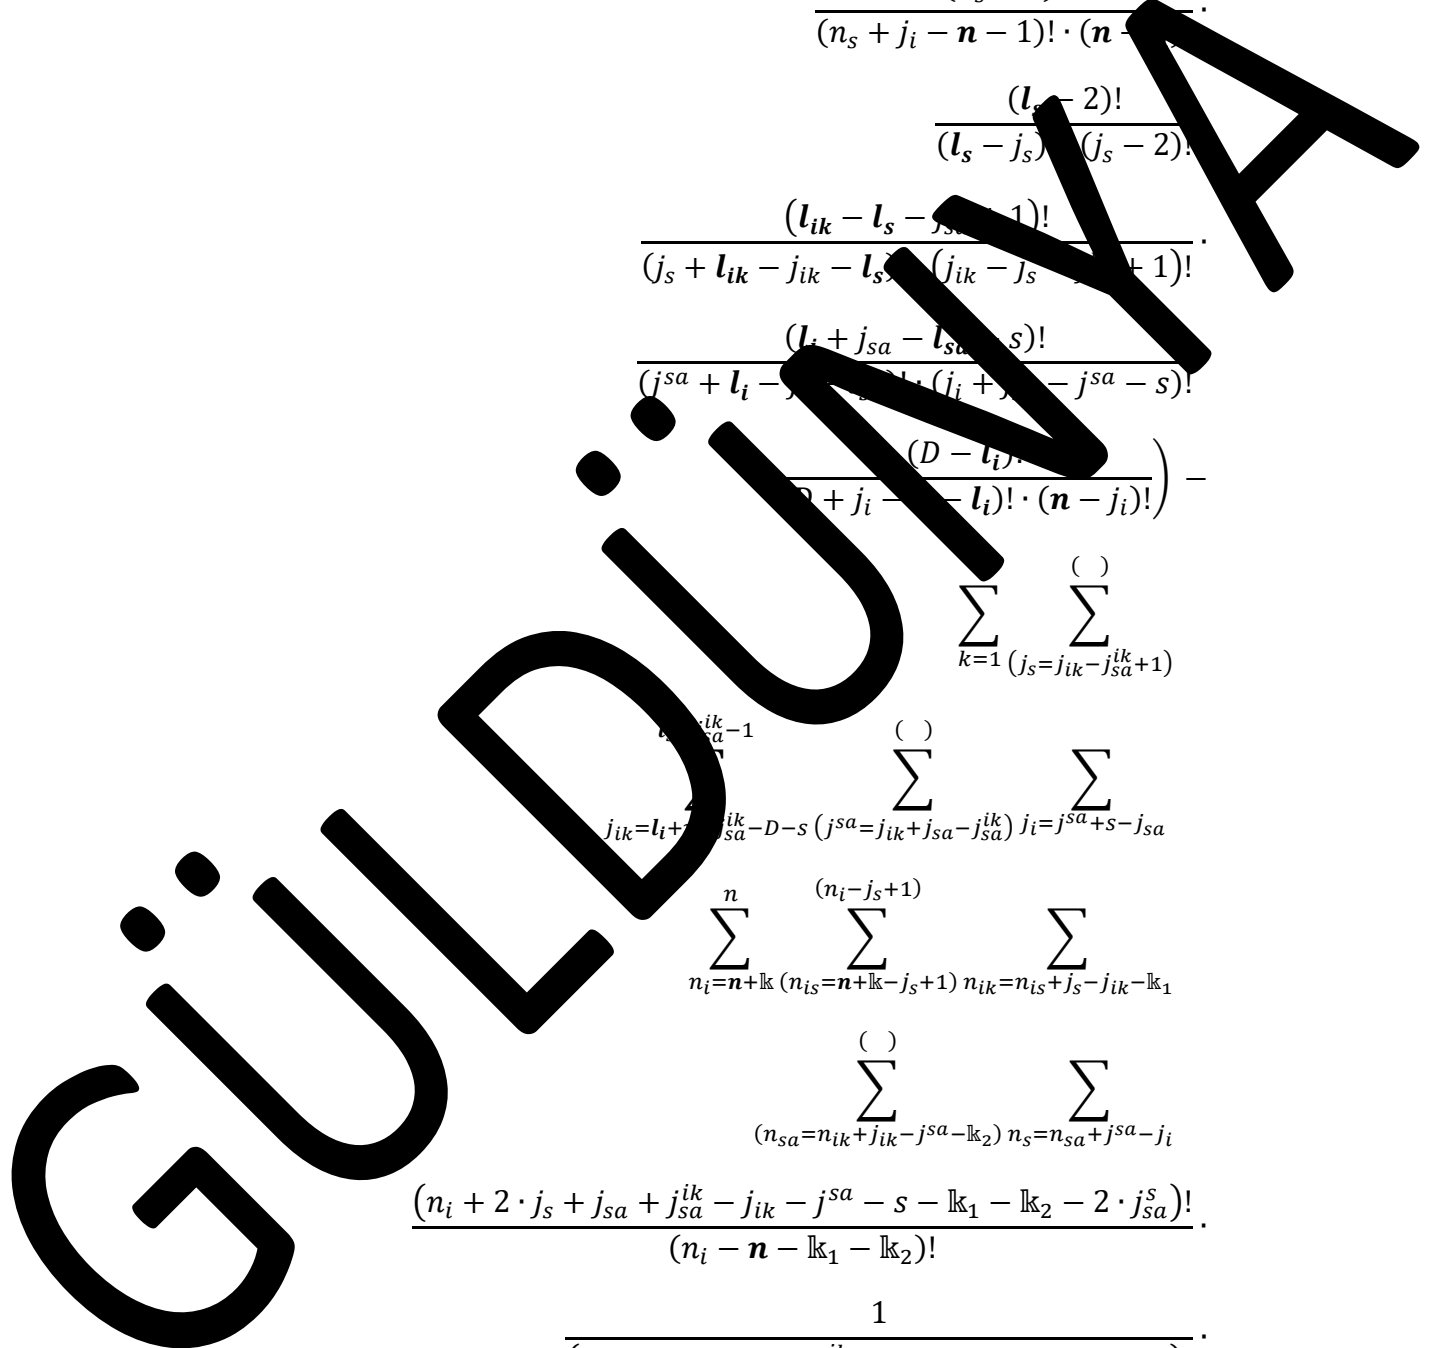 (n_s + j_i − n − 1)! · (n −
(l_s − 2)!
(l_s − j_s) (j_s − 2)!
(l_ik − l_s − 1)!
(j_s + l_ik − j_ik − l_s) (j_ik − j_s + 1)! ·
(l_i + j_sa − l_sa s)!
(j^sa + l_i − · (j_i + − j^sa − s)!
(D − l_i)!
+ j_i − − l_i)! · (n − j_i)! ) −
( )
∑ ∑
k=1 (j_s=j_ik−j_sa^ik+1)
j_sa^ik−1 ( )
∑ ∑
j_ik=l_i+ j_sa^ik−D−s (j^sa=j_ik+j_sa−j_sa^ik) j_i=j^sa+s−j_sa
n (n_i−j_s+1)
∑ ∑ ∑
n_i=n+𝕜 (n_is=n+𝕜−j_s+1) n_ik=n_is+j_s−j_ik−𝕜_1
( )
∑ ∑
(n_sa=n_ik+j_ik−j^sa−𝕜_2) n_s=n_sa+j^sa−j_i
(n_i + 2 · j_s + j_sa + j_sa^ik − j_ik − j^sa − s − 𝕜_1 − 𝕜_2 − 2 · j_sa^s)!
(n_i − n − 𝕜_1 − 𝕜_2)! ·
1
GÜLDÜNYA